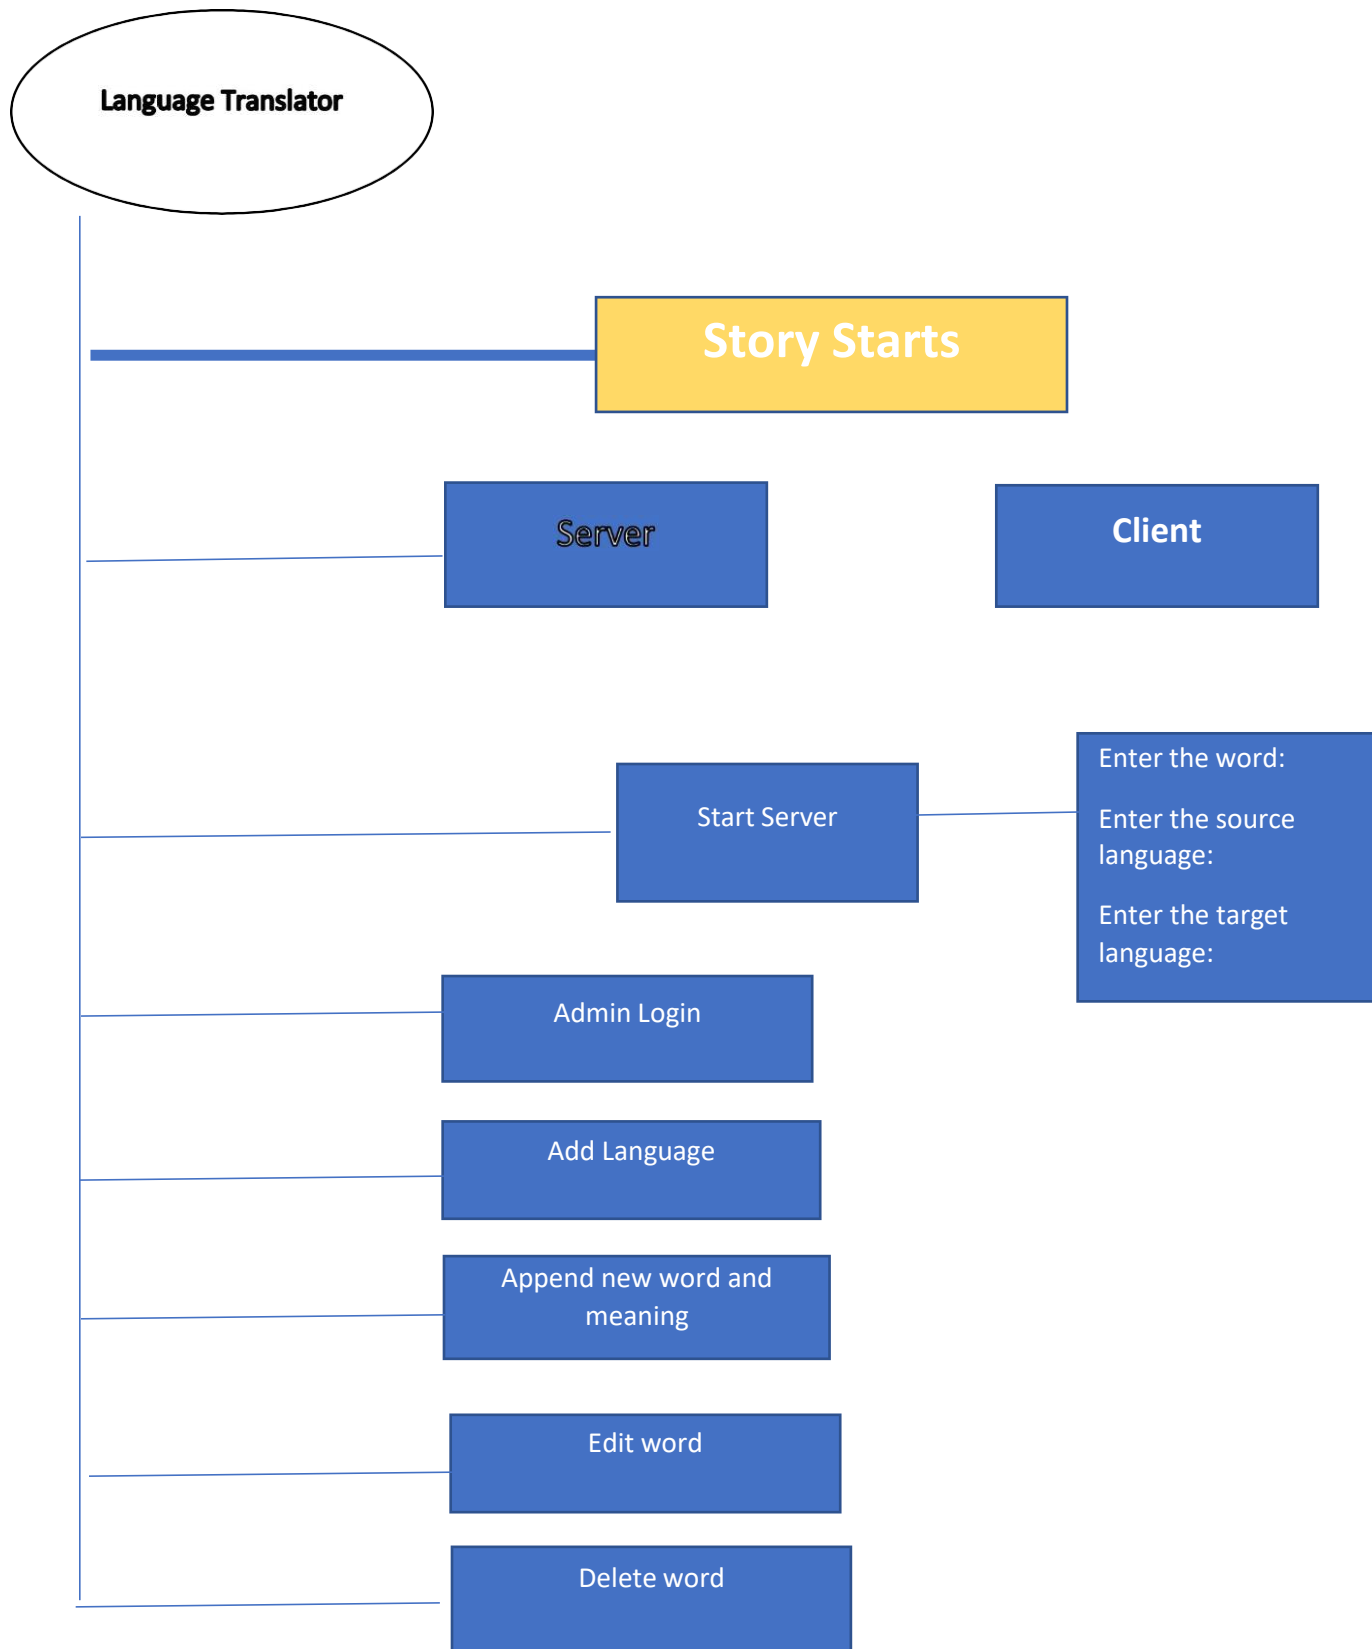 Language Translator
Story Starts
Server
Client
Start Server
Enter the word:
Enter the source
language:
Enter the target
language:
Admin Login
Add Language
Append new word and
meaning
Edit word
Delete word